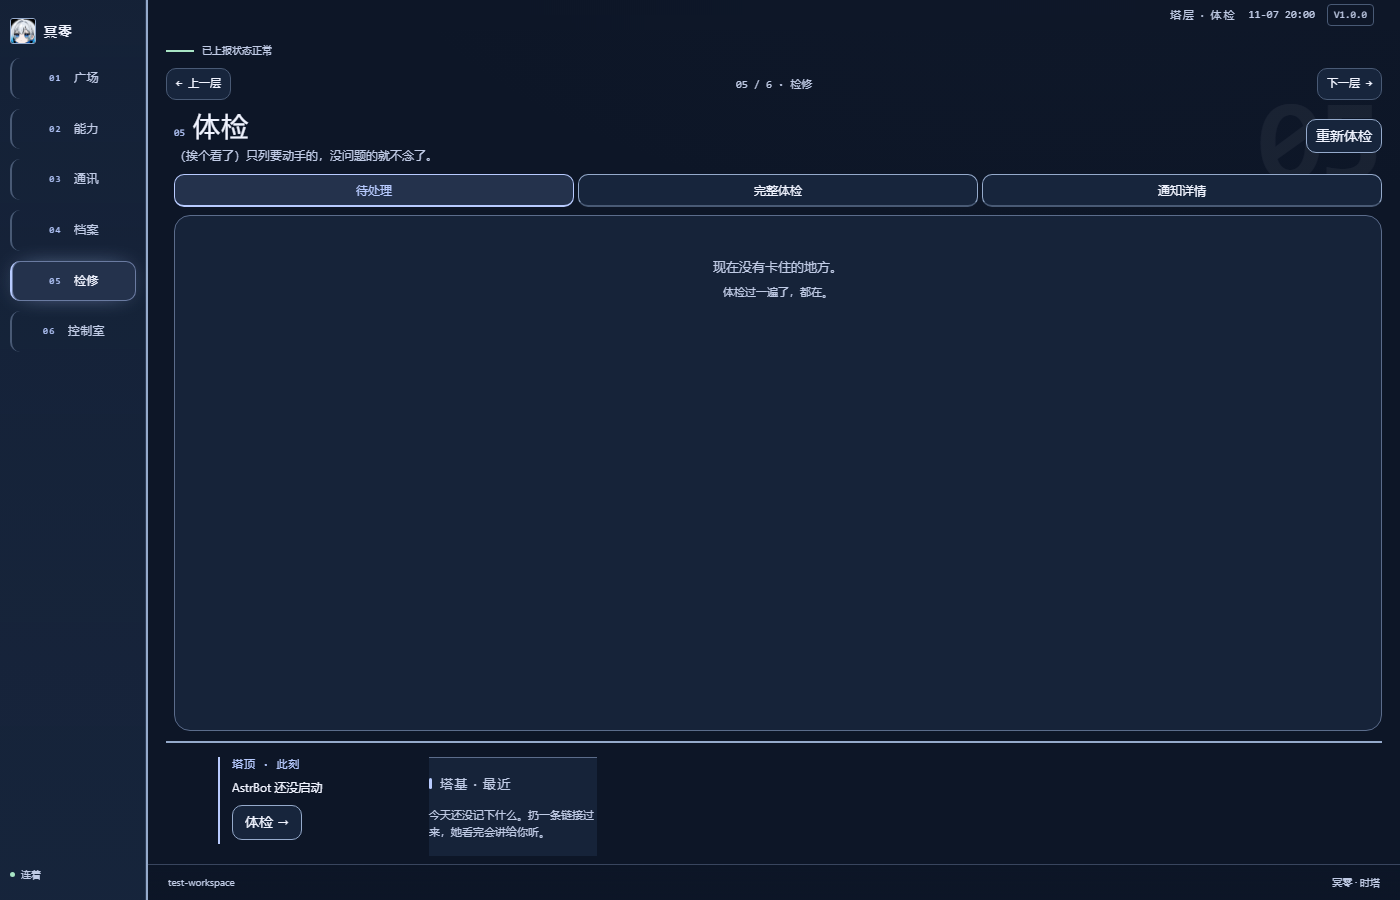 冥零
01 广场
02 能力
03 通讯
04 档案
05 检修
06 控制室
连着
塔层 · 体检 11-07 20:00 V1.0.0
已上报状态正常
← 上一层
05 / 6 · 检修
下一层 →
05
05 体检
重新体检
（挨个看了）只列要动手的，没问题的就不念了。
待处理
完整体检
通知详情
现在没有卡住的地方。
体检过一遍了，都在。
塔顶 · 此刻
AstrBot 还没启动
体检 →
塔基 · 最近
今天还没记下什么。扔一条链接过
来，她看完会讲给你听。
test-workspace
冥零 · 时塔